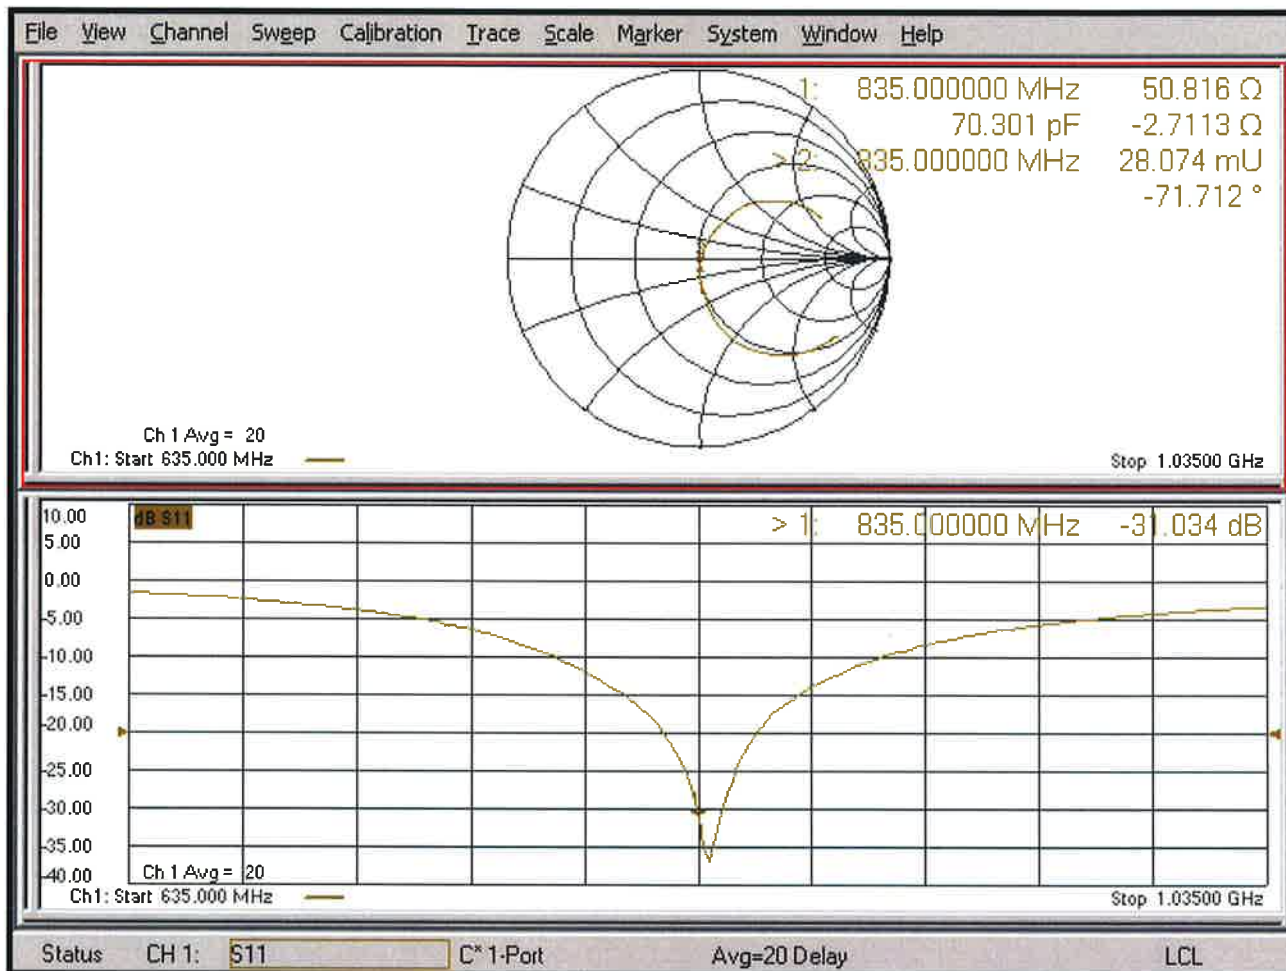 File View Channel Sweep Calibration Trace Scale Marker System Window Help
1: 835.000000 MHz 50.816 Ω
70.301 pF -2.7113 Ω
> 2: 835.000000 MHz 28.074 mU
-71.712 °
Ch 1 Avg = 20
Ch1: Start 635.000 MHz
Stop 1.03500 GHz
10.00
5.00
0.00
-5.00
-10.00
-15.00
-20.00
-25.00
-30.00
-35.00
-40.00
dB S11
> 1: 835.000000 MHz -31.034 dB
Ch 1 Avg = 20
Ch1: Start 635.000 MHz
Stop 1.03500 GHz
Status CH 1: S11 C* 1-Port Avg=20 Delay LCL